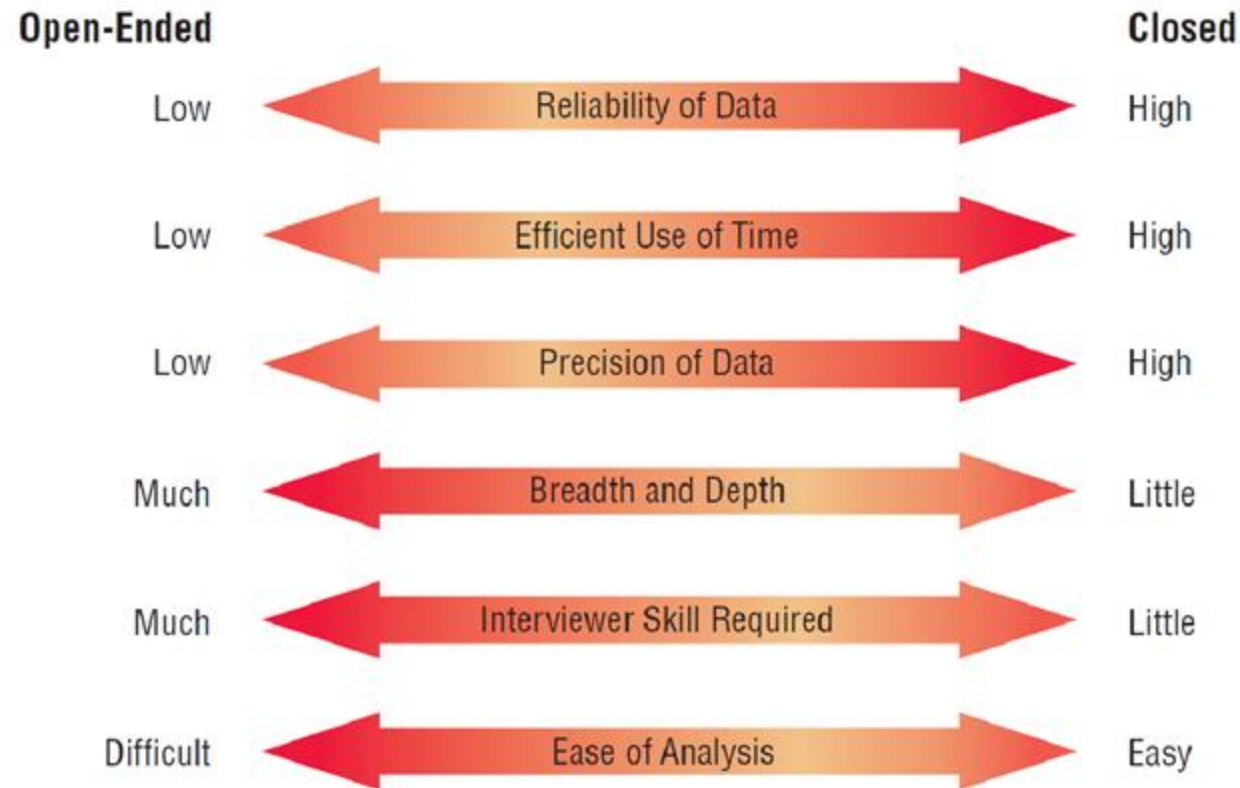 Open-Ended Closed
Low Reliability of Data High
Low Efficient Use of Time High
Low Precision of Data High
Much Breadth and Depth Little
Much Interviewer Skill Required Little
Difficult Ease of Analysis Easy